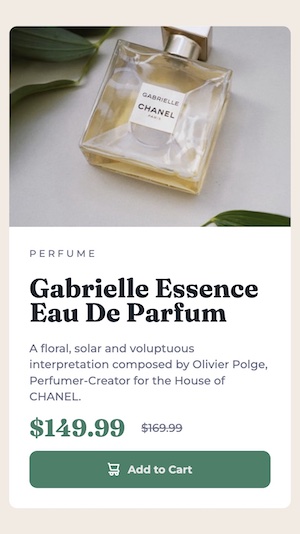 GABRIELLE
CHANEL
PARIS
PERFUME
Gabrielle Essence
Eau De Parfum
A floral, solar and voluptuous
interpretation composed by Olivier Polge,
Perfumer-Creator for the House of
CHANEL.
$149.99 $169.99
Add to Cart